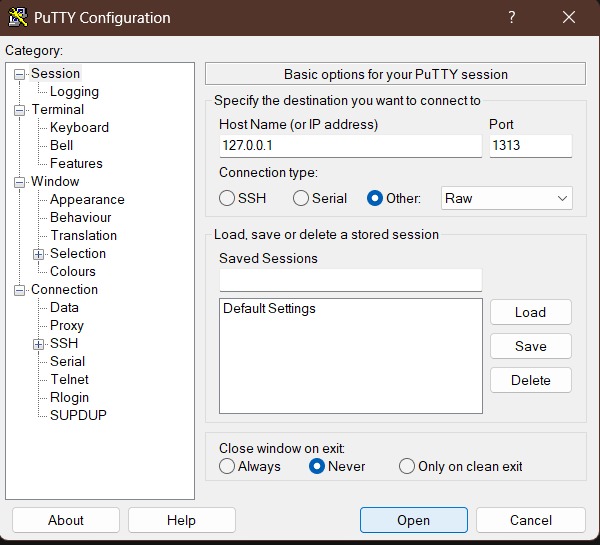 PuTTY Configuration
Category:
Session
Logging
Terminal
Keyboard
Bell
Features
Window
Appearance
Behaviour
Translation
Selection
Colours
Connection
Data
Proxy
SSH
Serial
Telnet
Rlogin
SUPDUP
Basic options for your PuTTY session
Specify the destination you want to connect to
Host Name (or IP address) Port
127.0.0.1 1313
Connection type:
SSH Serial Other: Raw
Load, save or delete a stored session
Saved Sessions
Default Settings
Load
Save
Delete
Close window on exit:
Always Never Only on clean exit
About Help Open Cancel